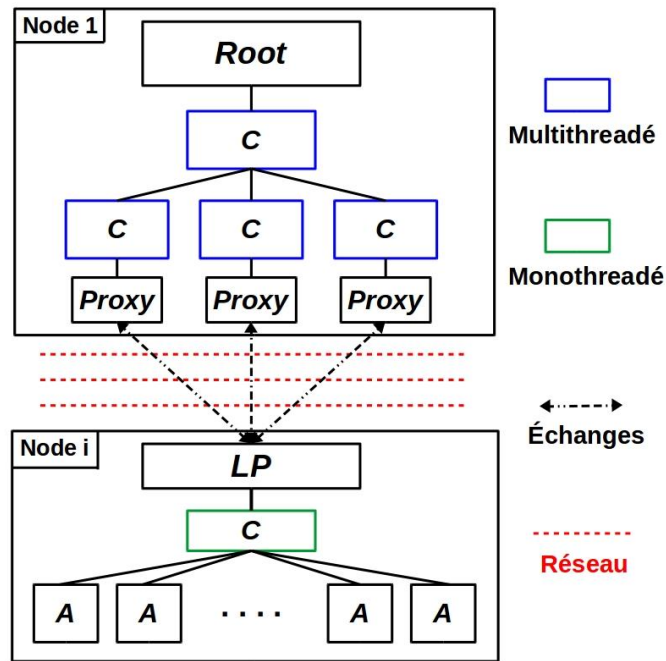 Node 1
Root
C
Multithreadé
C C C
Monothreadé
Proxy Proxy Proxy
Échanges
Node i
LP
C
Réseau
A A . . . . A A